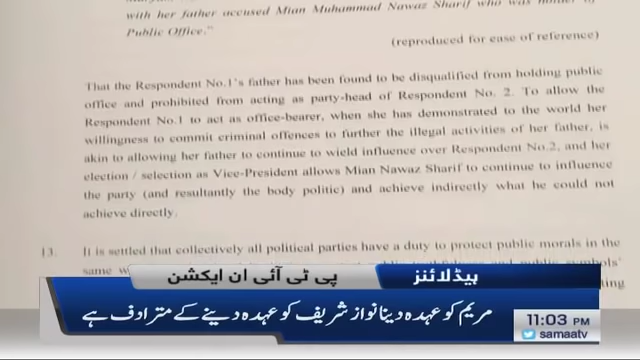 with her father accused Mian Muhammad Nawaz Sharif who was holder of
Public Office."
(reproduced for ease of reference)
That the Respondent No.1's father has been found to be disqualified from holding public
office and prohibited from acting as party-head of Respondent No. 2. To allow the
Respondent No.1 to act as office-bearer, when she has demonstrated to the world her
willingness to commit criminal offences to further the illegal activities of her father, is
akin to allowing her father to continue to wield influence over Respondent No.2, and her
election / selection as Vice-President allows Mian Nawaz Sharif to continue to influence
the party (and resultantly the body politic) and achieve indirectly what he could not
achieve directly.
13. It is settled that collectively all political parties have a duty to protect public morals in the
same
ہیڈلائنز
پی ٹی آئی ان ایکشن
مریم کو عہدہ دینا نواز شریف کو عہدہ دینے کے مترادف ہے
11:03 PM
samaatv